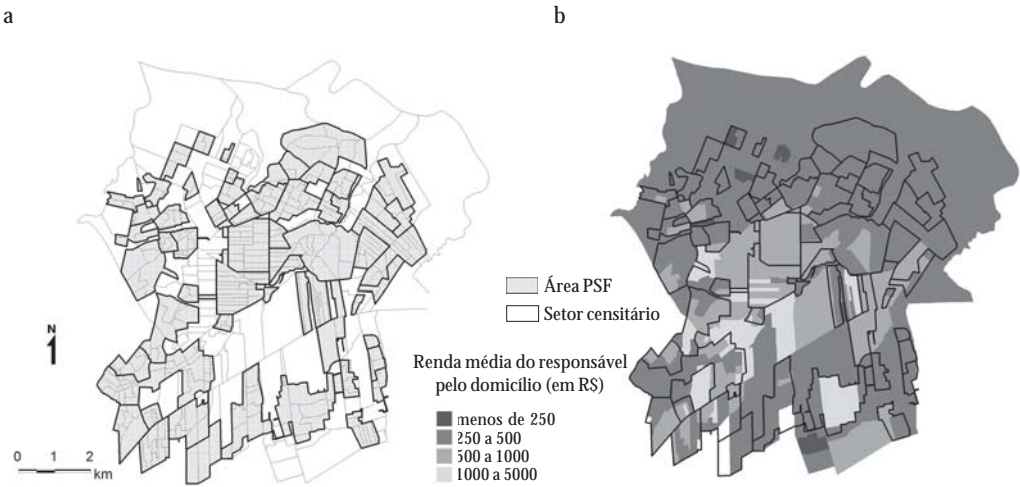 a
b
Área PSF
Setor censitário
Renda média do responsável
pelo domicílio (em R$)
menos de 250
250 a 500
500 a 1000
1000 a 5000
N
0 1 2
km